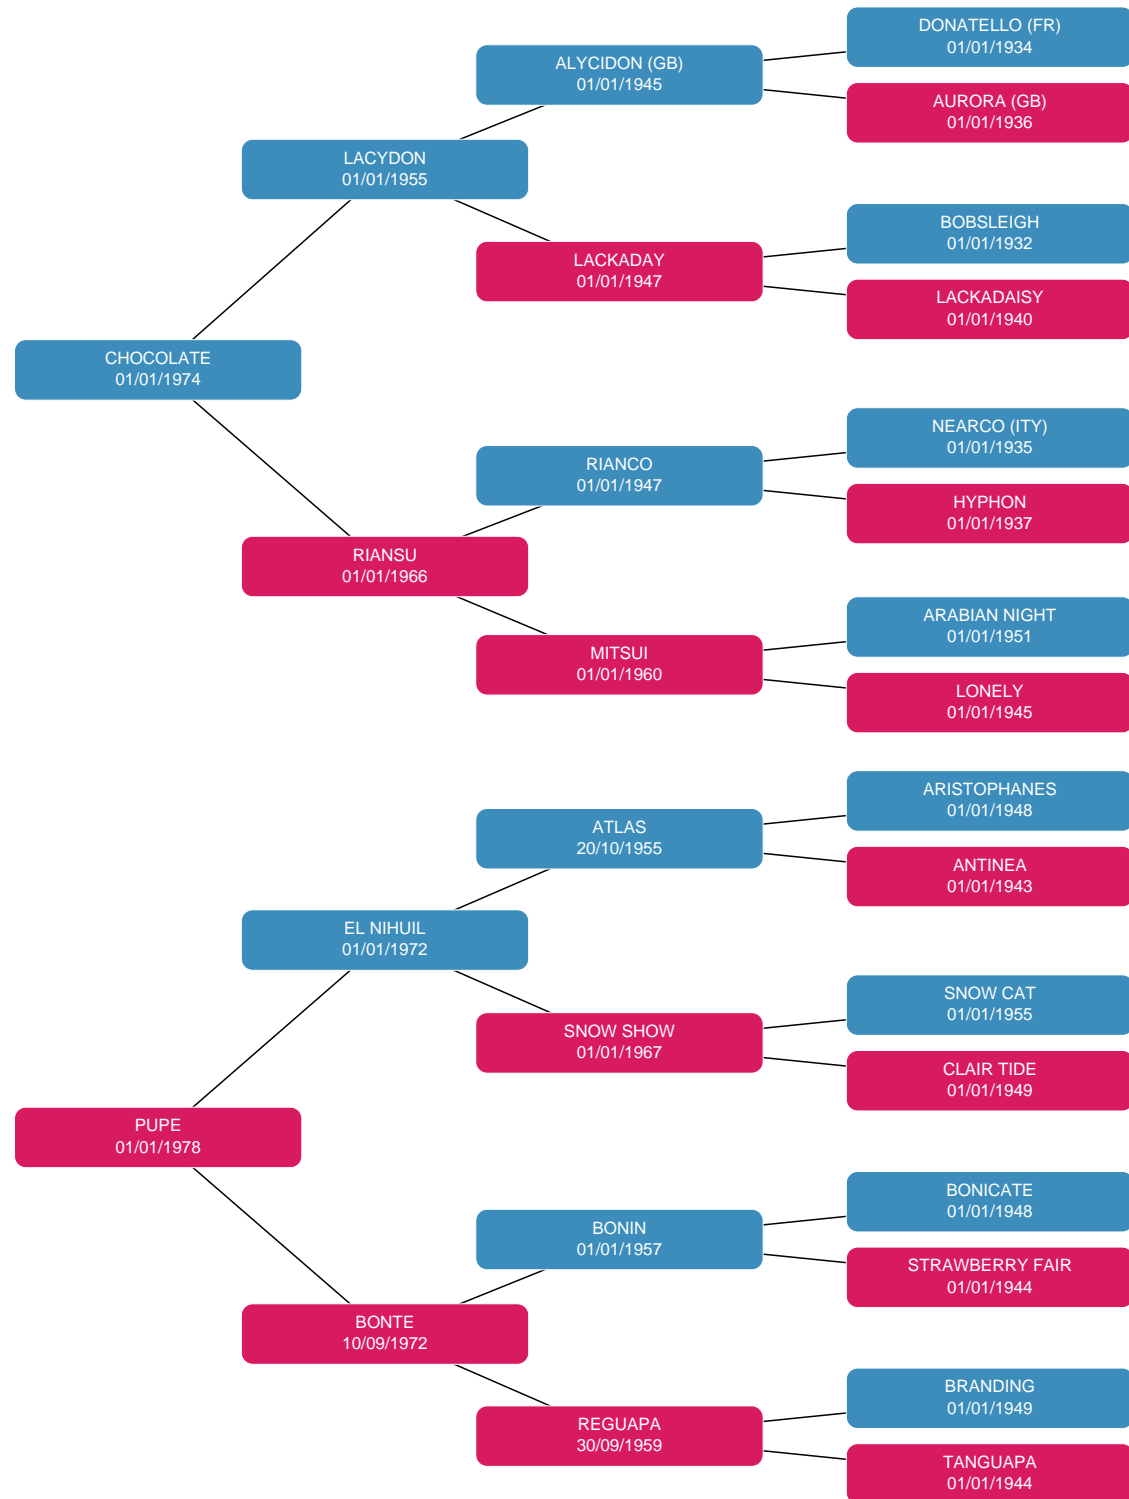 DONATELLO (FR)
01/01/1934
ALYCIDON (GB)
01/01/1945
AURORA (GB)
01/01/1936
LACYDON
01/01/1955
BOBSLEIGH
01/01/1932
LACKADAY
01/01/1947
LACKADAISY
01/01/1940
CHOCOLATE
01/01/1974
NEARCO (ITY)
01/01/1935
RIANCO
01/01/1947
HYPHON
01/01/1937
RIANSU
01/01/1966
ARABIAN NIGHT
01/01/1951
MITSUI
01/01/1960
LONELY
01/01/1945
ARISTOPHANES
01/01/1948
ATLAS
20/10/1955
ANTINEA
01/01/1943
EL NIHUIL
01/01/1972
SNOW CAT
01/01/1955
SNOW SHOW
01/01/1967
CLAIR TIDE
01/01/1949
PUPE
01/01/1978
BONICATE
01/01/1948
BONIN
01/01/1957
STRAWBERRY FAIR
01/01/1944
BONTE
10/09/1972
BRANDING
01/01/1949
REGUAPA
30/09/1959
TANGUAPA
01/01/1944